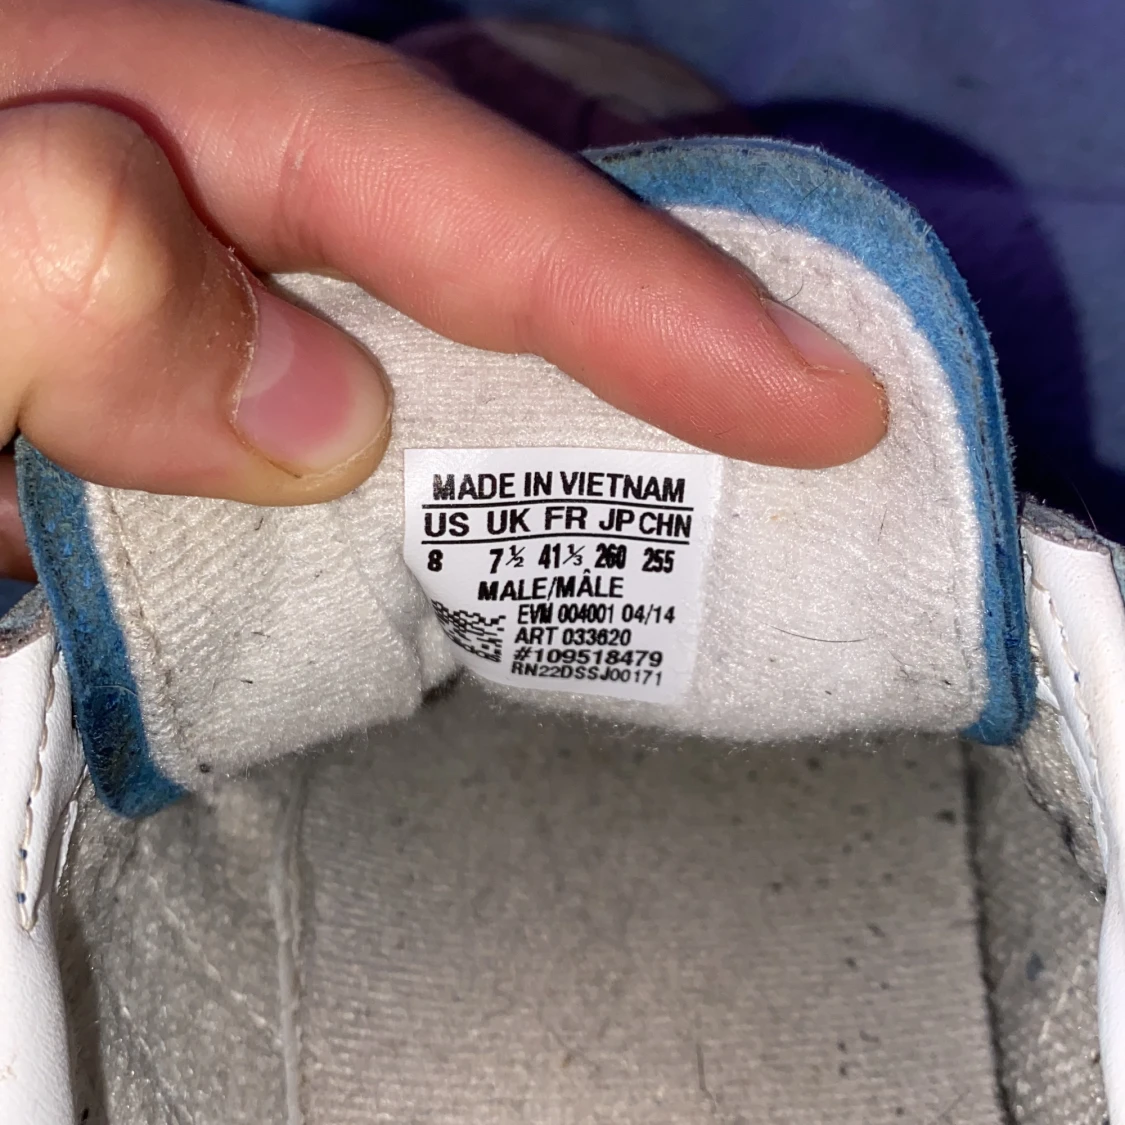 MADE IN VIETNAM
US UK FR JP CHN
8 7½ 41⅓ 260 255
MALE/MÂLE
EVM 004001 04/14
ART 033620
#109518479
RN22DSSJ00171